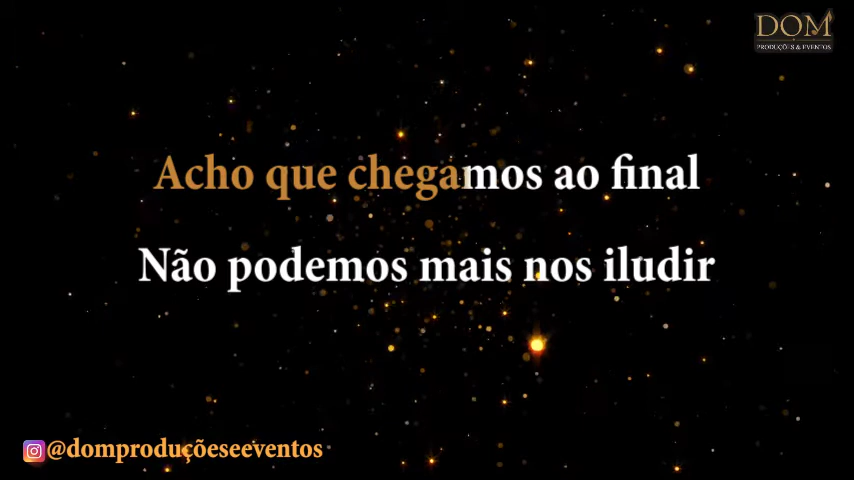 DOM
PRODUÇÕES & EVENTOS
Acho que chegamos ao final
Não podemos mais nos iludir
@domproduçõeseeventos